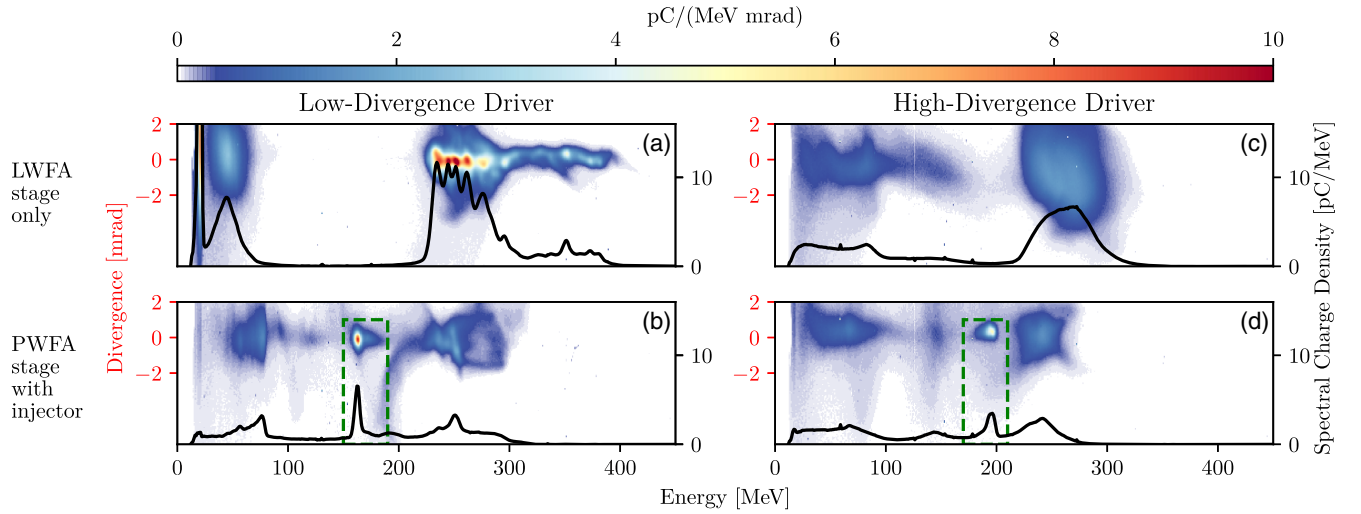 pC/(MeV mrad)
0 2 4 6 8 10
Low-Divergence Driver High-Divergence Driver
LWFA
stage
only
2
0
−2
(a)
10
0
(c)
2
0
−2
10
0
Divergence [mrad]
Spectral Charge Density [pC/MeV]
PWFA
stage
with
injector
2
0
−2
(b)
10
0
(d)
2
0
−2
10
0
0 100 200 300 400
0 100 200 300 400
Energy [MeV]